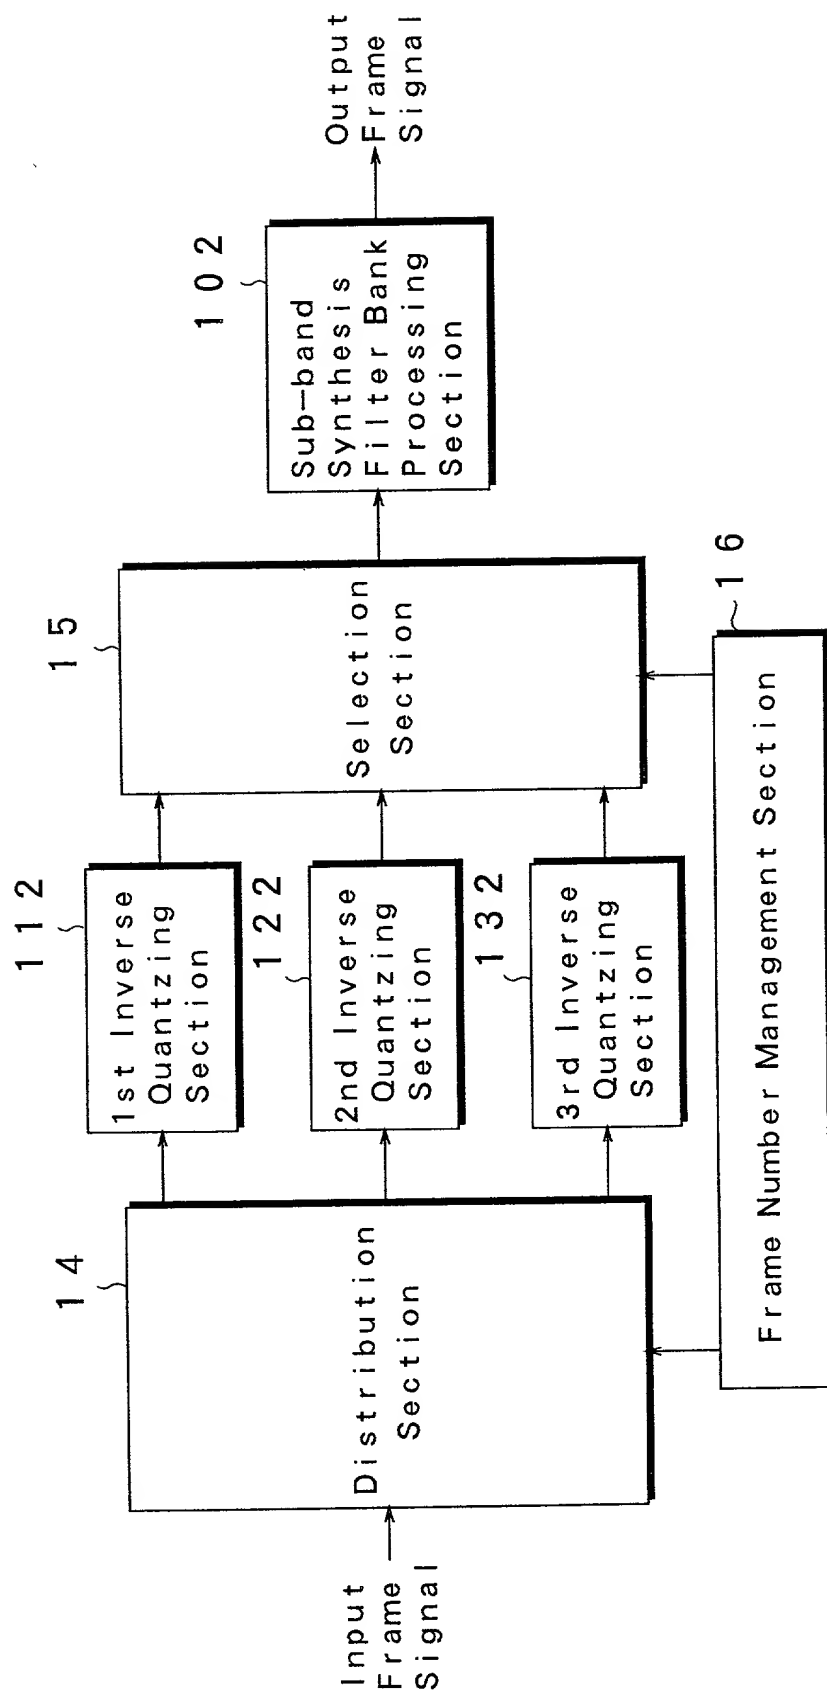 Input
Frame
Signal
14
Distribution
Section
112
1st Inverse
Quantzing
Section
122
2nd Inverse
Quantzing
Section
132
3rd Inverse
Quantzing
Section
15
Selection
Section
16
Frame Number Management Section
102
Sub-band
Synthesis
Filter Bank
Processing
Section
Output
Frame
Signal